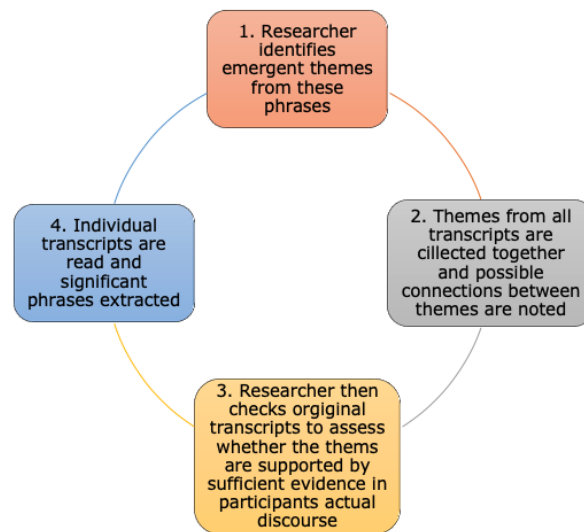 1. Researcher
identifies
emergent themes
from these
phrases
2. Themes from all
transcripts are
cillected together
and possible
connections between
themes are noted
3. Researcher then
checks orgiginal
transcripts to assess
whether the thems
are supported by
sufficient evidence in
participants actual
discourse
4. Individual
transcripts are
read and
significant
phrases extracted